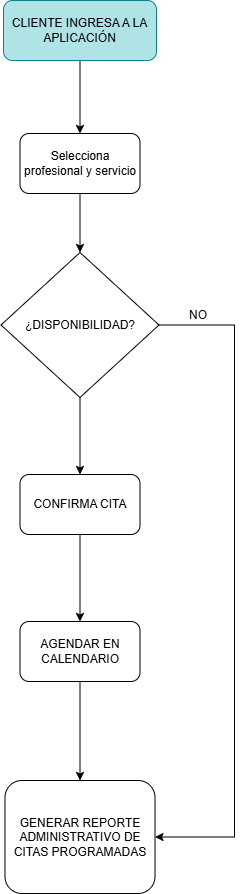 CLIENTE INGRESA A LA
APLICACIÓN
Selecciona
profesional y servicio
¿DISPONIBILIDAD?
NO
CONFIRMA CITA
AGENDAR EN
CALENDARIO
GENERAR REPORTE
ADMINISTRATIVO DE
CITAS PROGRAMADAS